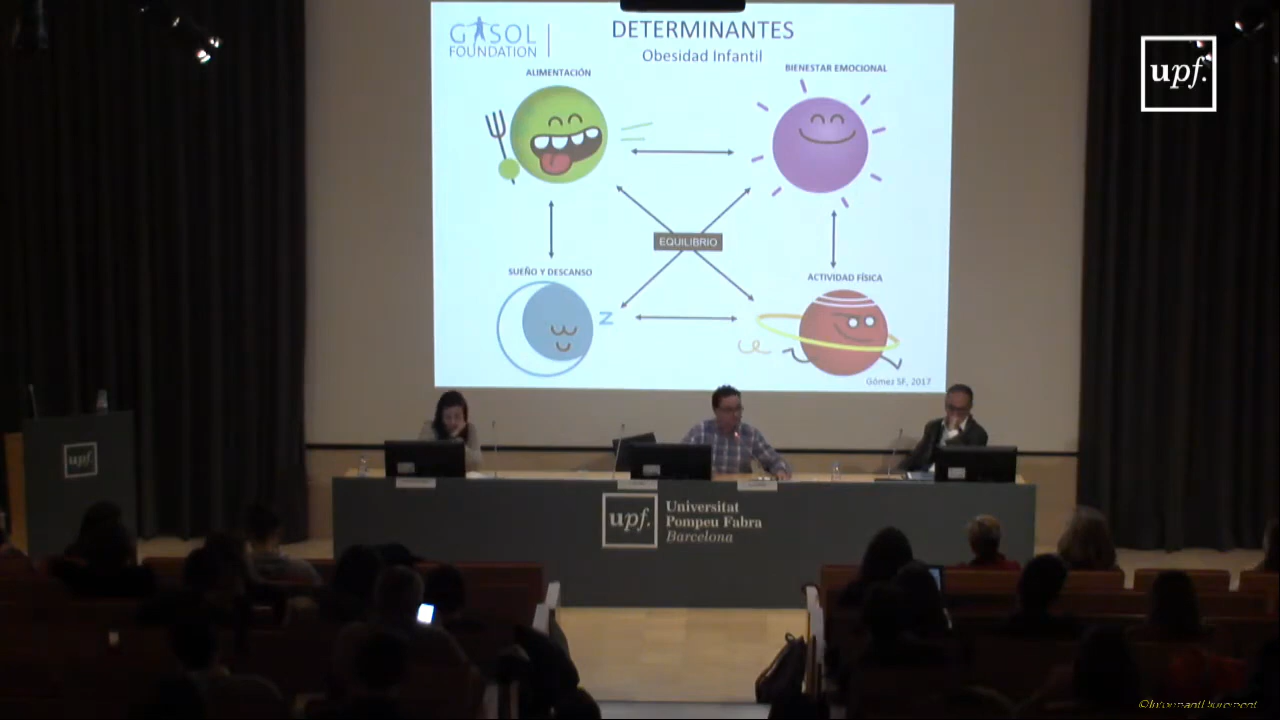 GASOL
FOUNDATION
DETERMINANTES
Obesidad Infantil
ALIMENTACIÓN
BIENESTAR EMOCIONAL
EQUILIBRIO
SUEÑO Y DESCANSO
ACTIVIDAD FÍSICA
Z
Gómez SF, 2017
upf.
upf.
upf.
Universitat
Pompeu Fabra
Barcelona